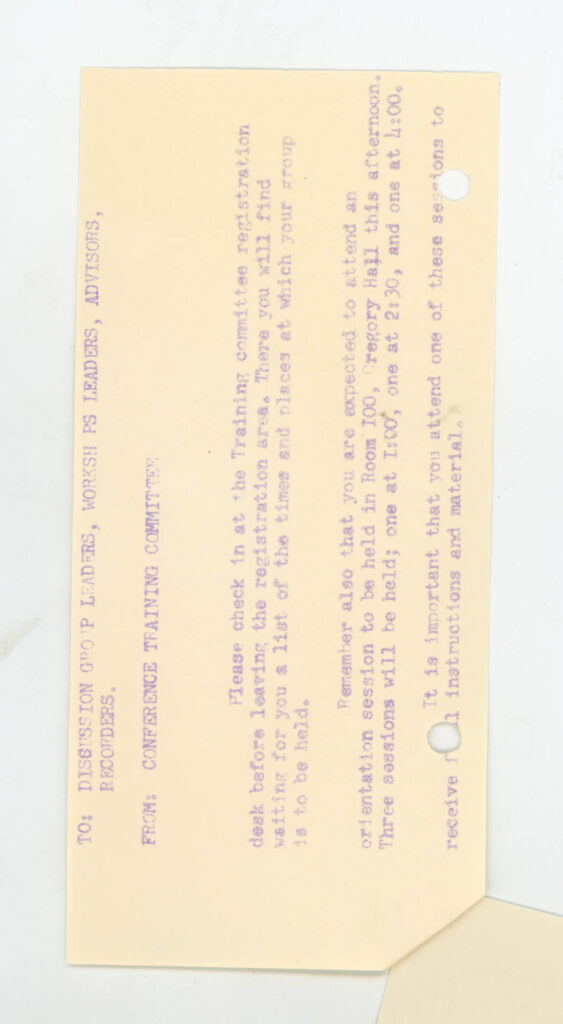 TO: DISCUSSION GROUP LEADERS, WORKSH PS LEADERS, ADVISORS,
RECORDERS.
FROM: CONFERENCE TRAINING COMMITTEE
Please check in at the Training committee registration
desk before leaving the registration area. There you will find
waiting for you a list of the times and places at which your group
is to be held.
Remember also that you are expected to attend an
orientation session to be held in Room I00, Gregory Hall this afternoon.
Three sessions will be held; one at I:00, one at 2:30, and one at 4:00.
It is important that you attend one of these sessions to
receive instructions and material.